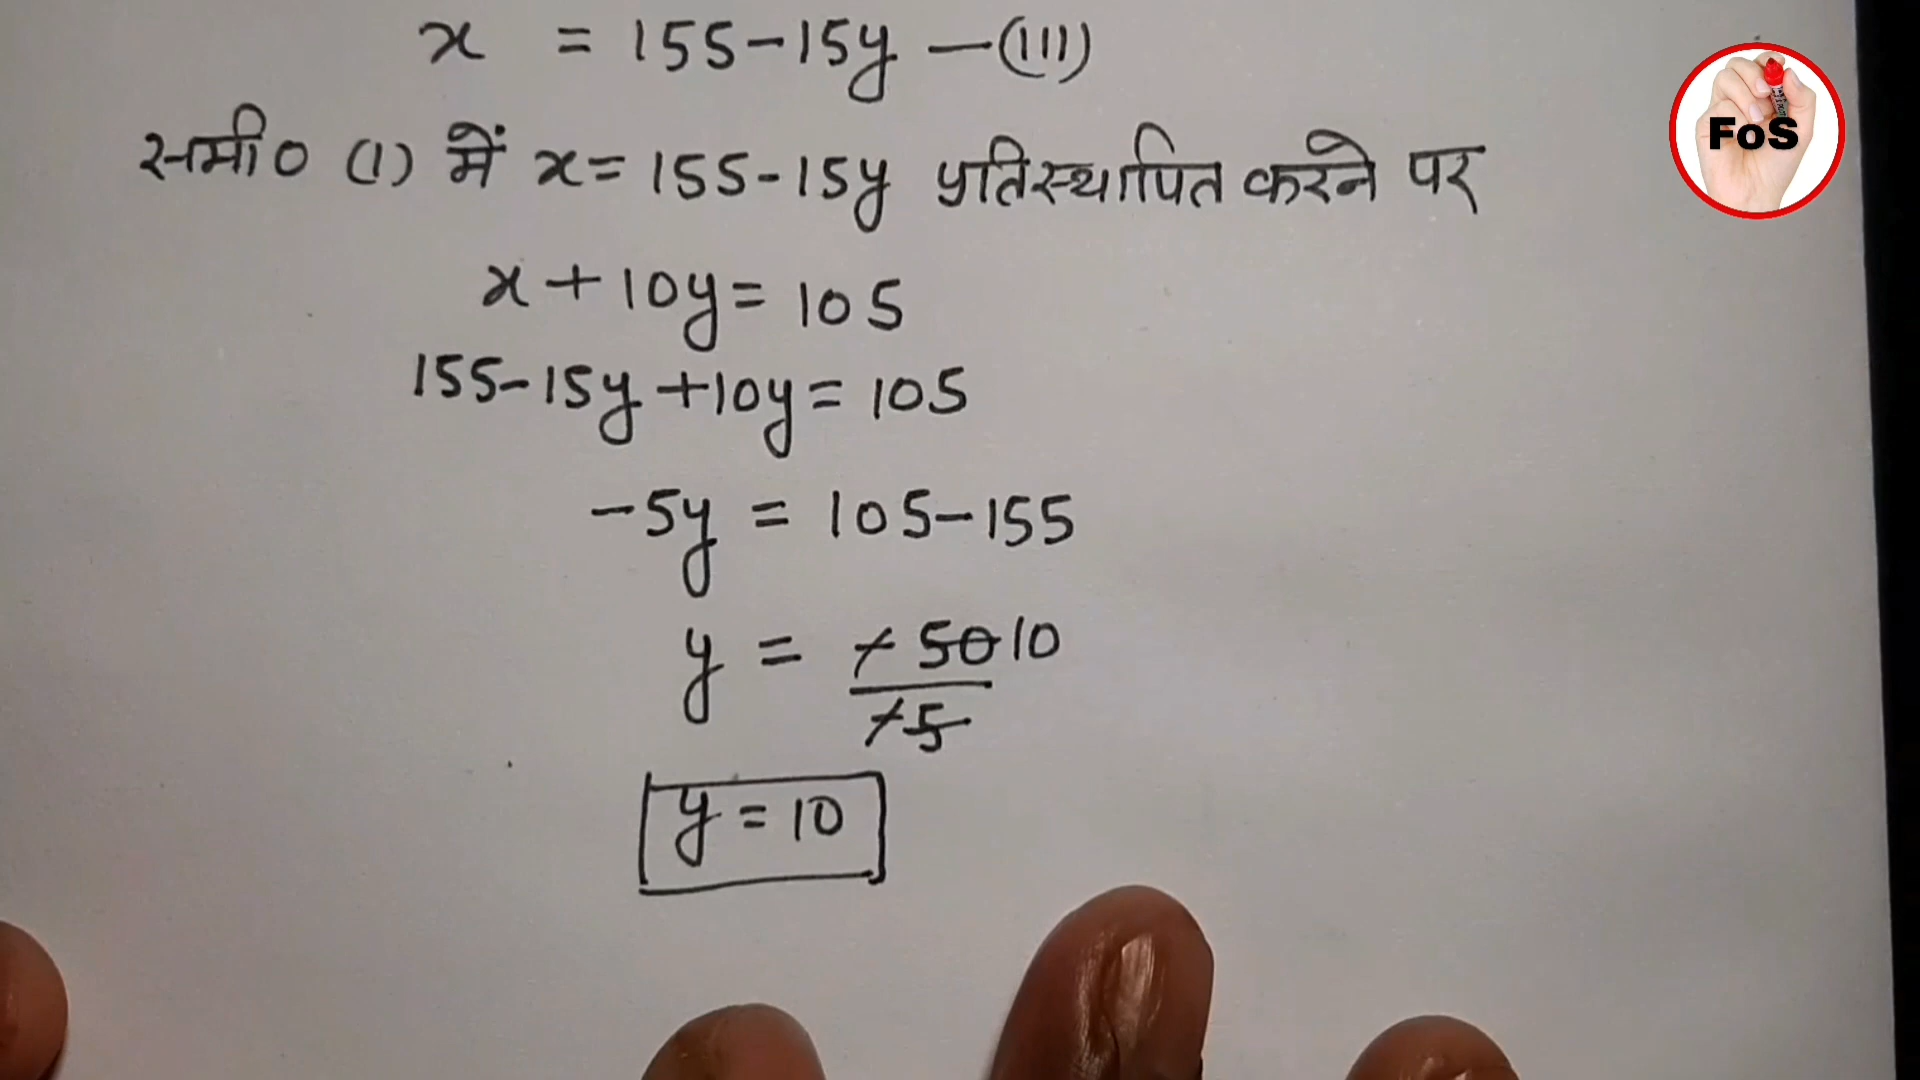 x = 155-15y —(III)
समी० (I) में x = 155-15y प्रतिस्थापित करने पर
x + 10y = 105
155-15y+10y = 105
-5y = 105-155
y = -50 10
-5
y = 10
FoS